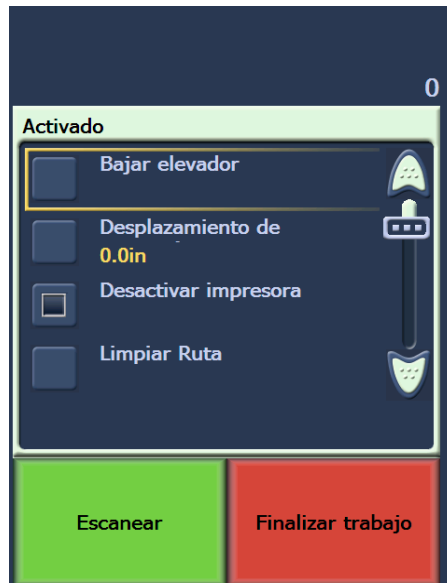 0
Activado
Bajar elevador
Desplazamiento de
0.0in
Desactivar impresora
Limpiar Ruta
Escanear
Finalizar trabajo